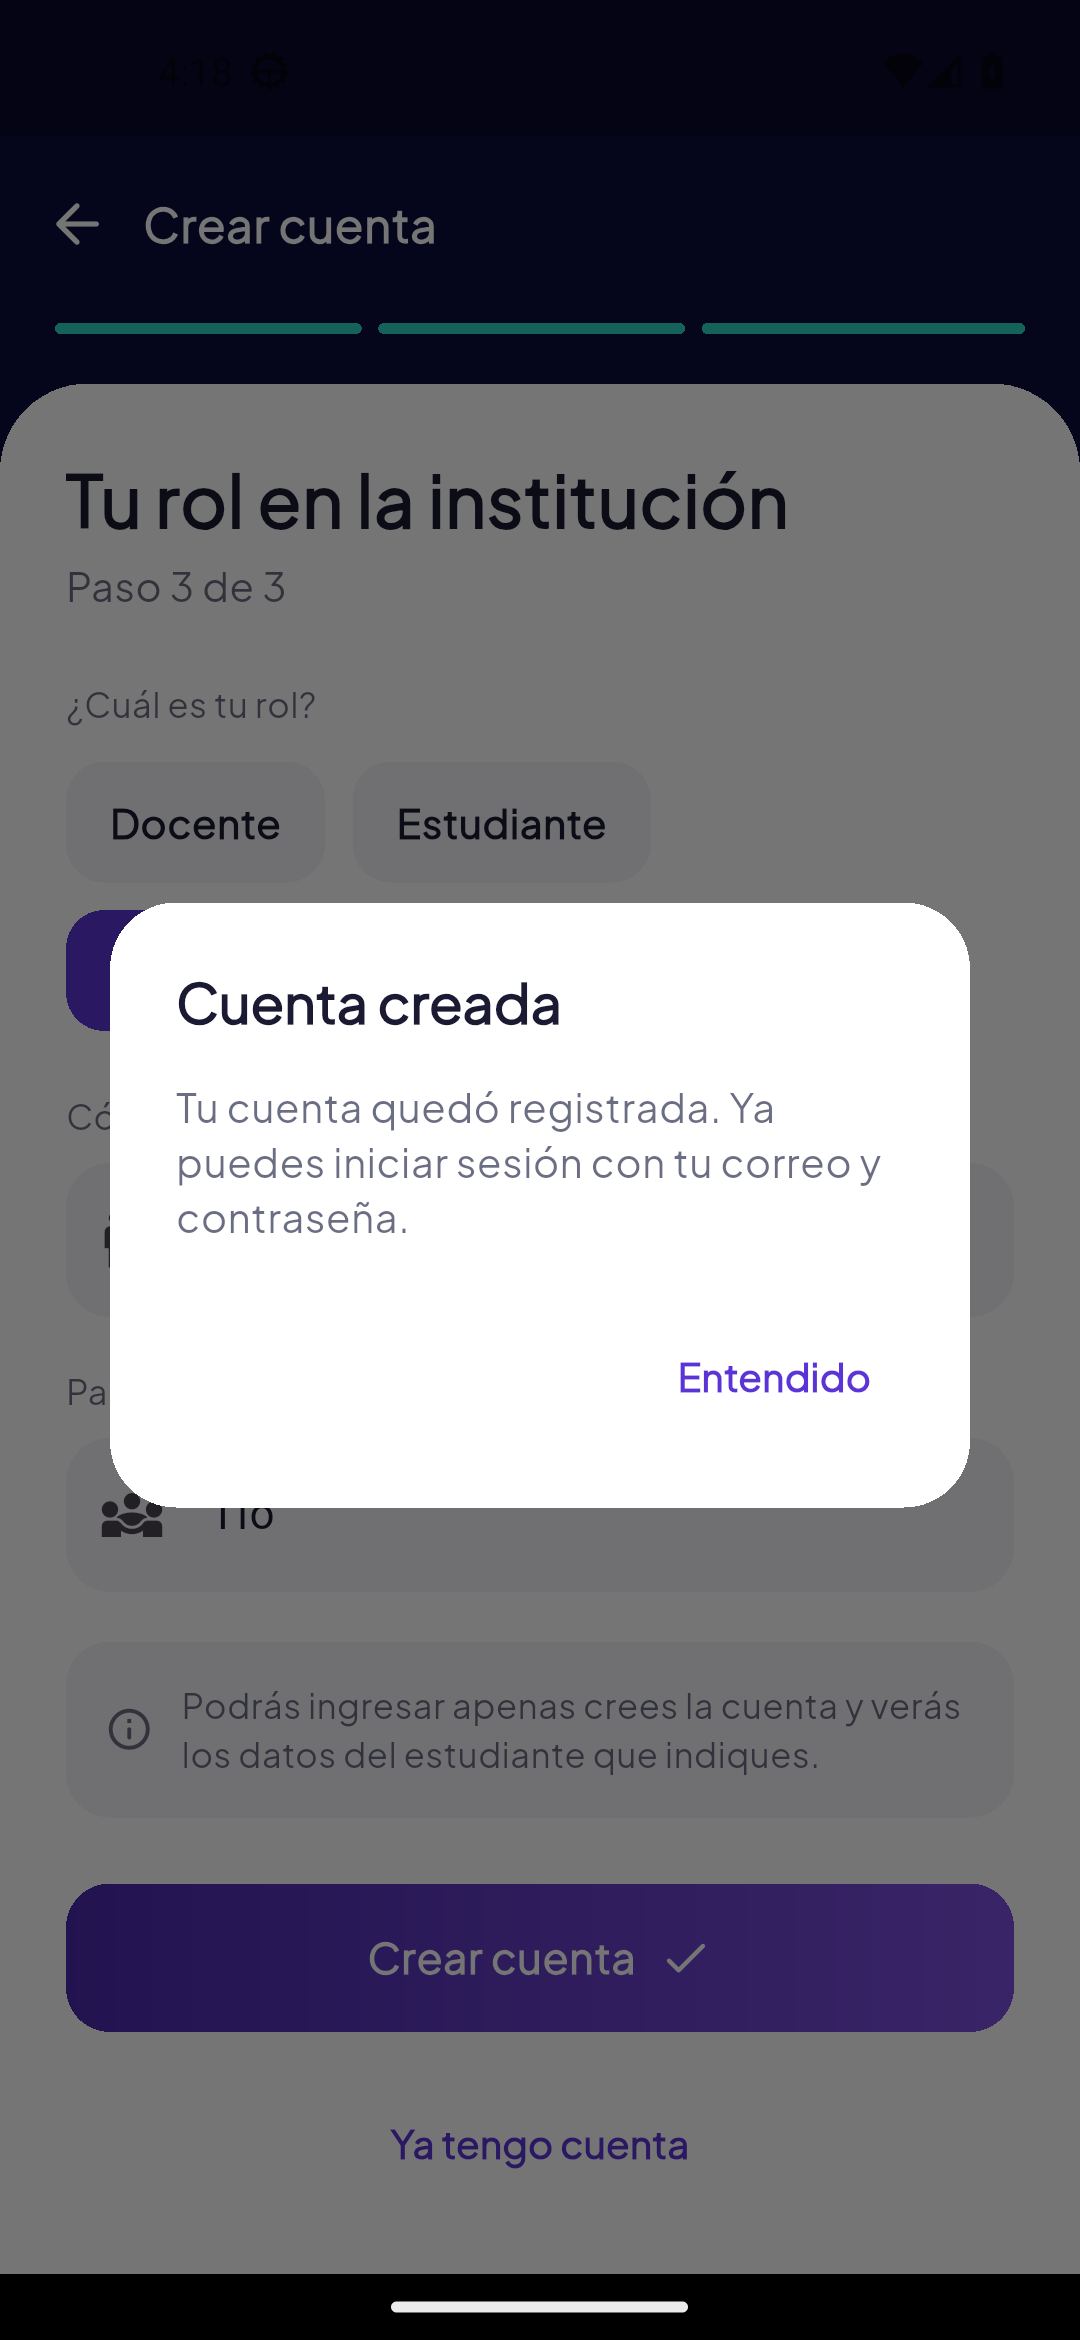 4:18
Crear cuenta
Tu rol en la institución
Paso 3 de 3
¿Cuál es tu rol?
Docente
Estudiante
Cuenta creada
Tu cuenta quedó registrada. Ya
puedes iniciar sesión con tu correo y
contraseña.
Entendido
Podrás ingresar apenas crees la cuenta y verás
los datos del estudiante que indiques.
Crear cuenta
Ya tengo cuenta